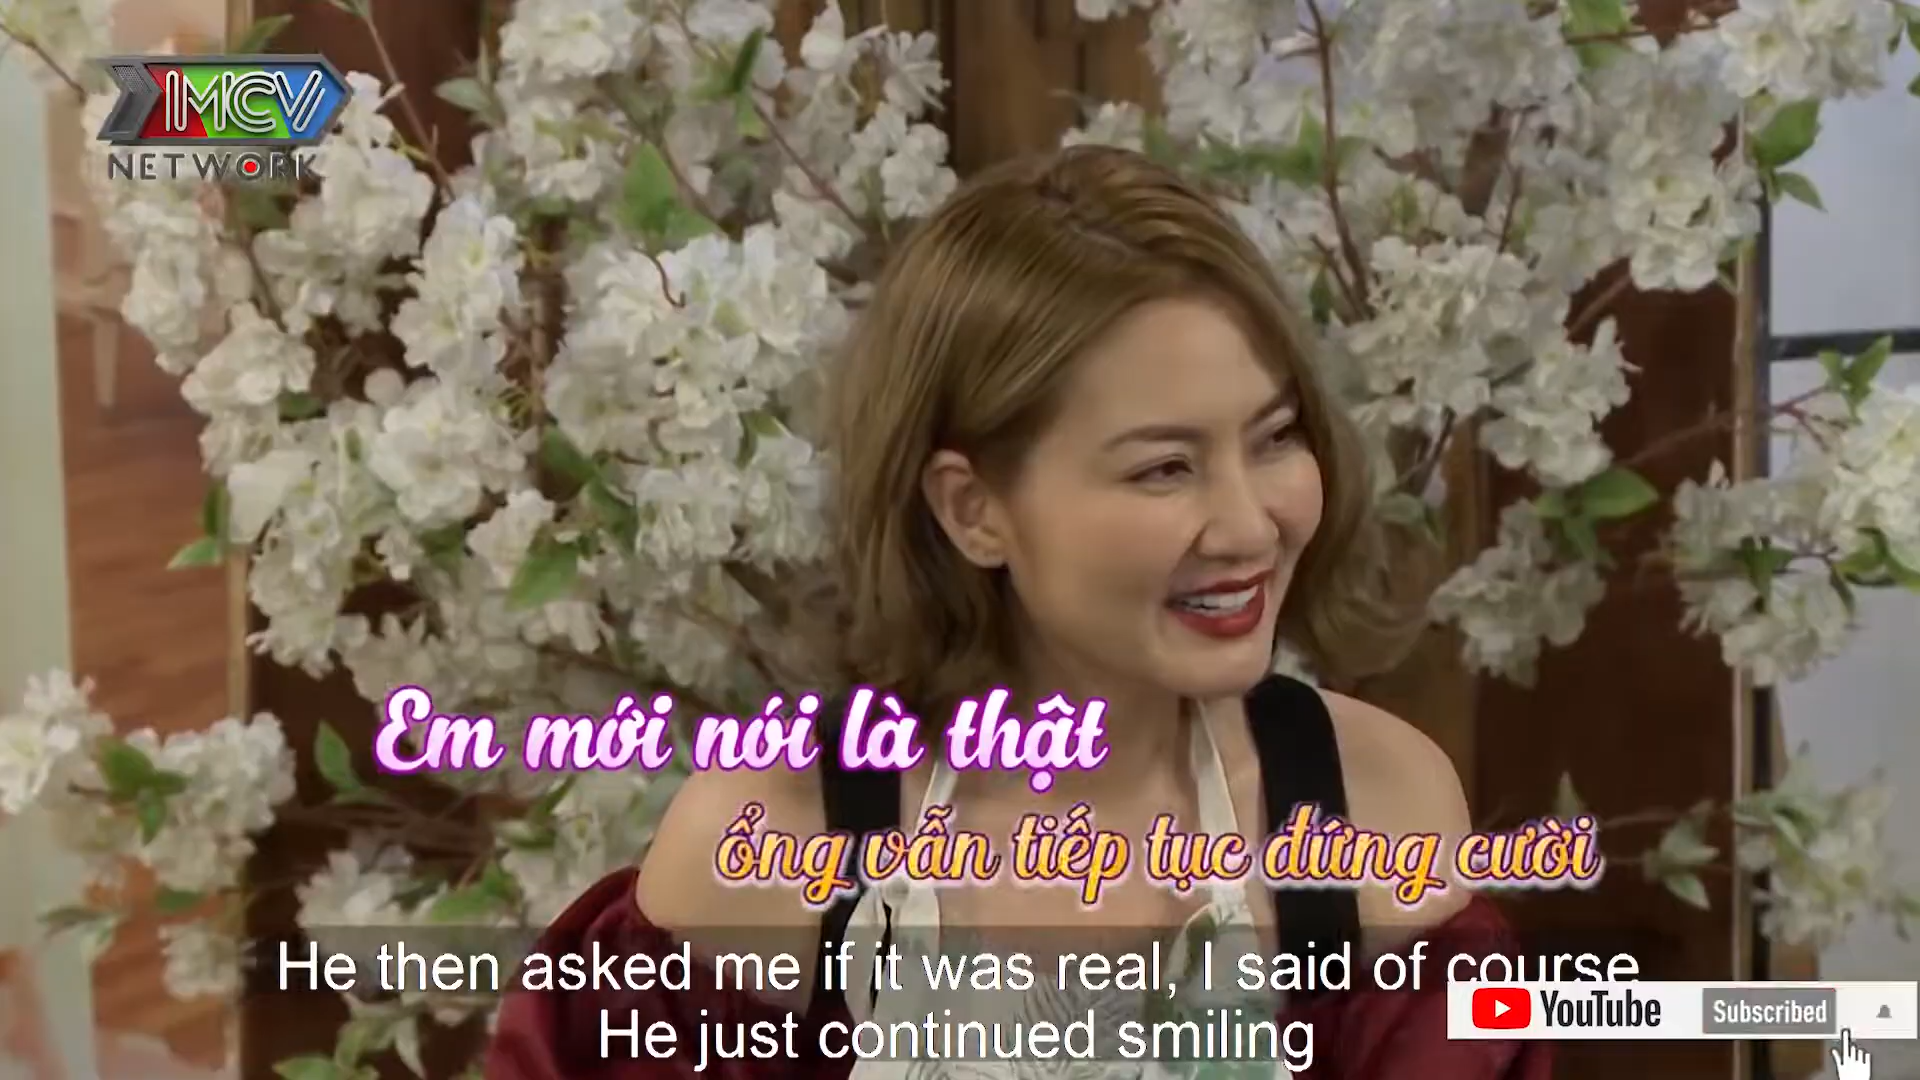 MCV
NETWORK
Em mới nói là thật
ổng vẫn tiếp tục đứng cười
He then asked me if it was real, I said of course
He just continued smiling
YouTube
Subscribed